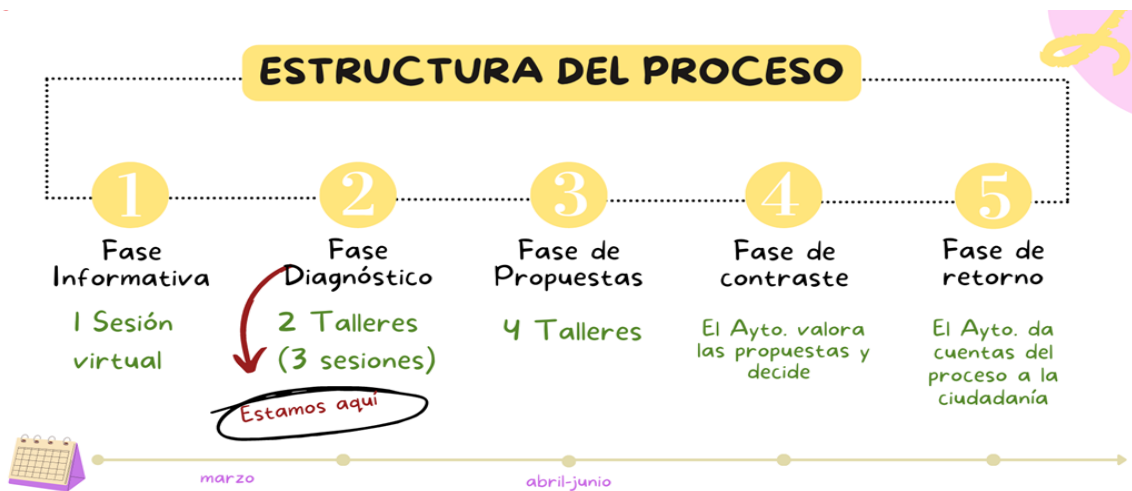 ESTRUCTURA DEL PROCESO
1
Fase
Informativa
1 Sesión
virtual
2
Fase
Diagnóstico
2 Talleres
(3 sesiones)
Estamos aquí
3
Fase de
Propuestas
4 Talleres
4
Fase de
contraste
El Ayto. valora
las propuestas y
decide
5
Fase de
retorno
El Ayto. da
cuentas del
proceso a la
ciudadanía
marzo
abril-junio